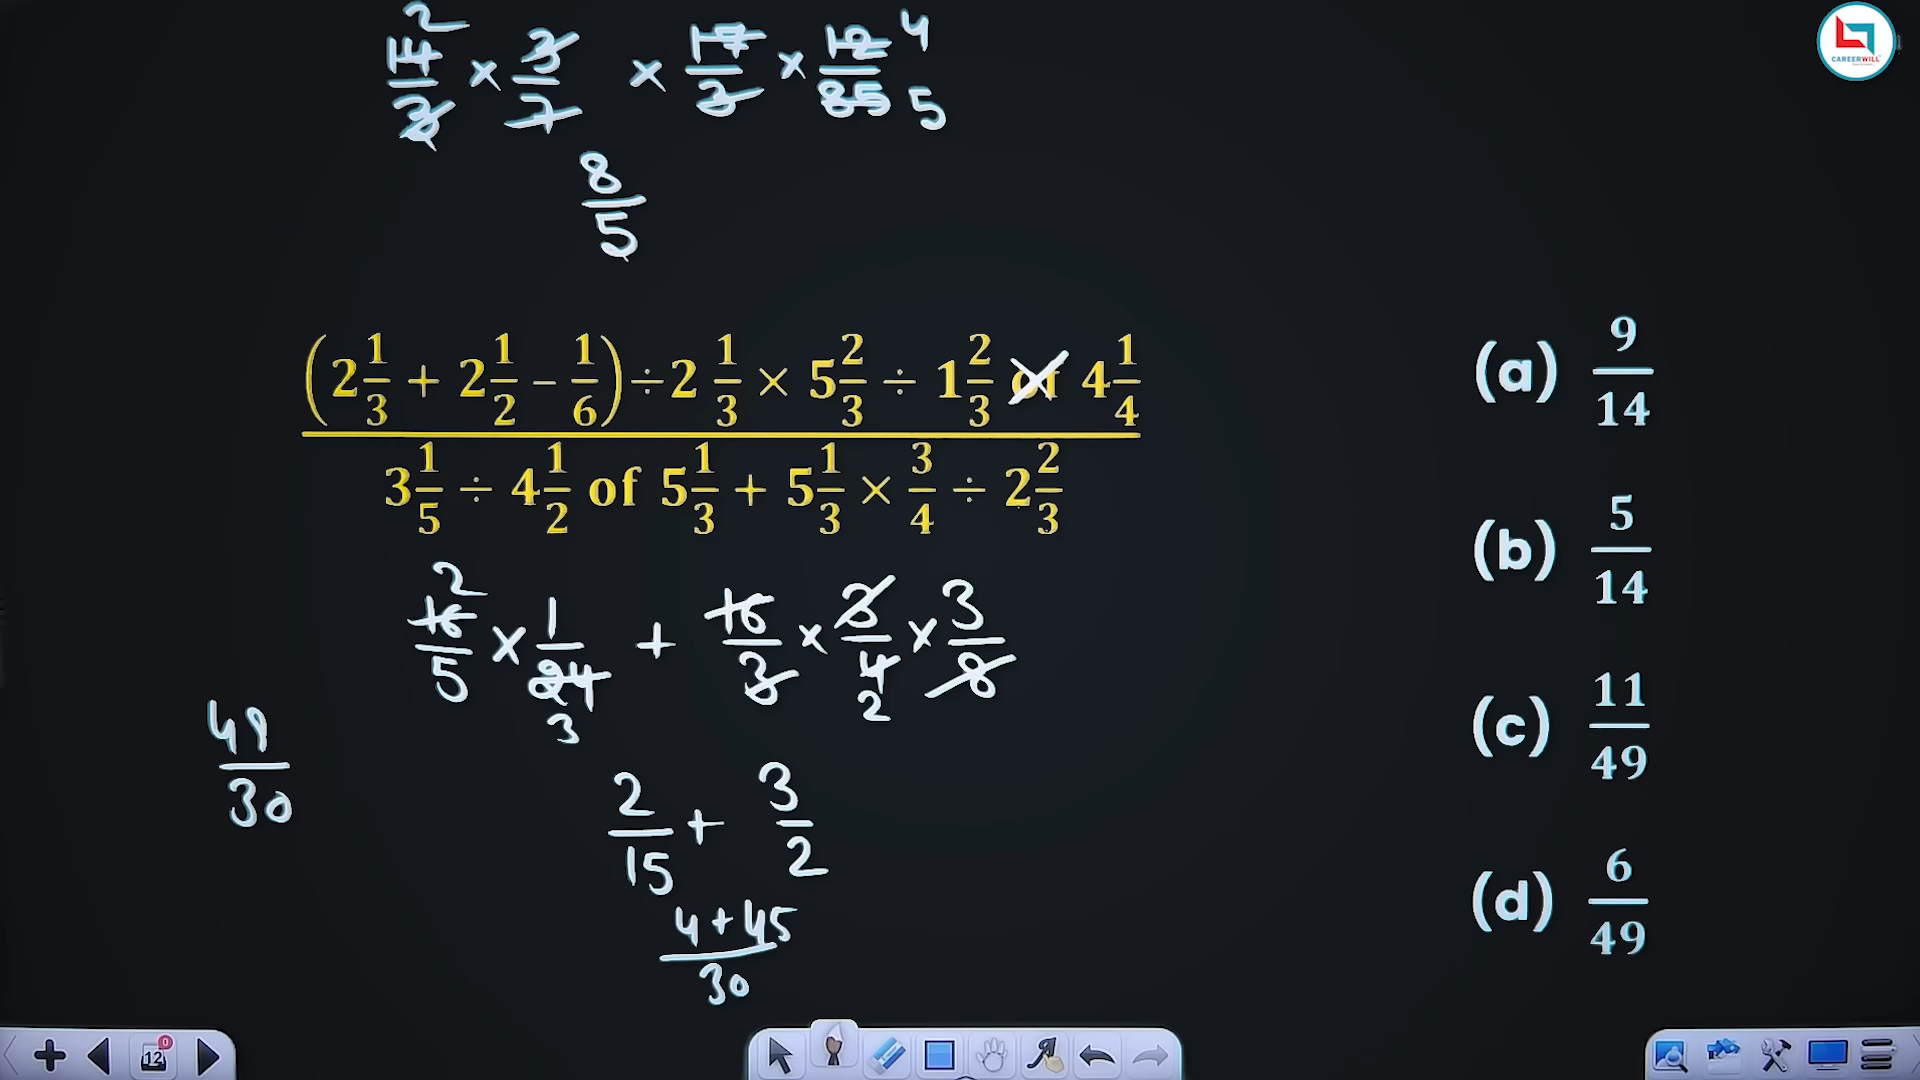 14/3 2 × 3/7 × 17/3 × 12/85 4 5
8/5
CAREERWILL
(2 1/3 + 2 1/2 − 1/6) ÷ 2 1/3 × 5 2/3 ÷ 1 2/3 of 4 1/4
3 1/5 ÷ 4 1/2 of 5 1/3 + 5 1/3 × 3/4 ÷ 2 2/3
(a) 9/14
(b) 5/14
(c) 11/49
(d) 6/49
2 16/5 × 1/24 3 + 16/3 × 3/4 2 × 3/8
49/30
2/15 + 3/2
4+45/30
12
0